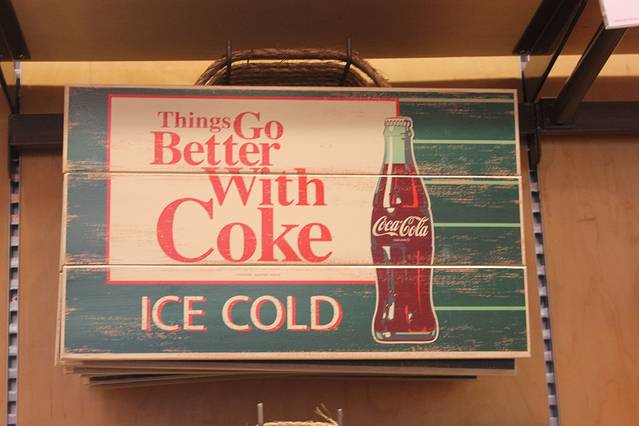 Things Go
Better
With
Coke
Coca-Cola
ICE COLD